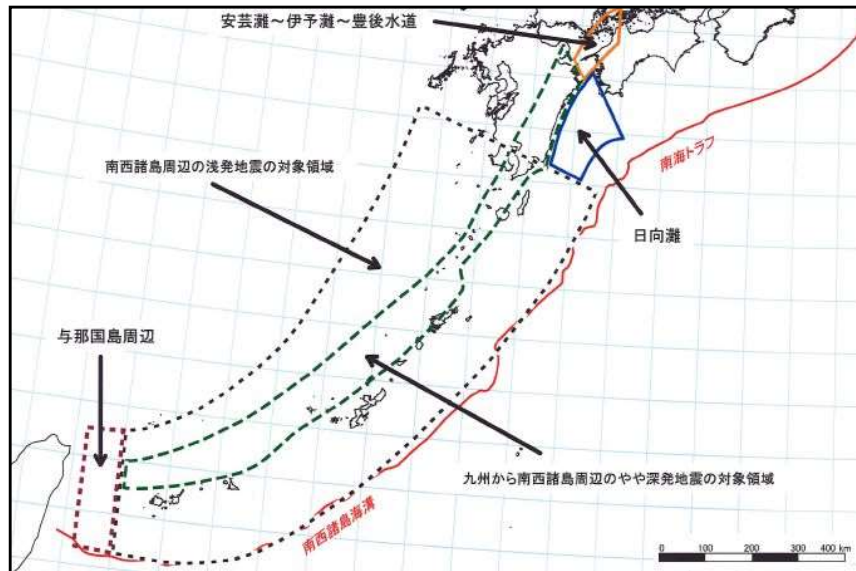 安芸灘～伊予灘～豊後水道
南海トラフ
南西諸島周辺の浅発地震の対象領域
日向灘
与那国島周辺
九州から南西諸島周辺のやや深発地震の対象領域
南西諸島海溝
0 100 200 300 400 km